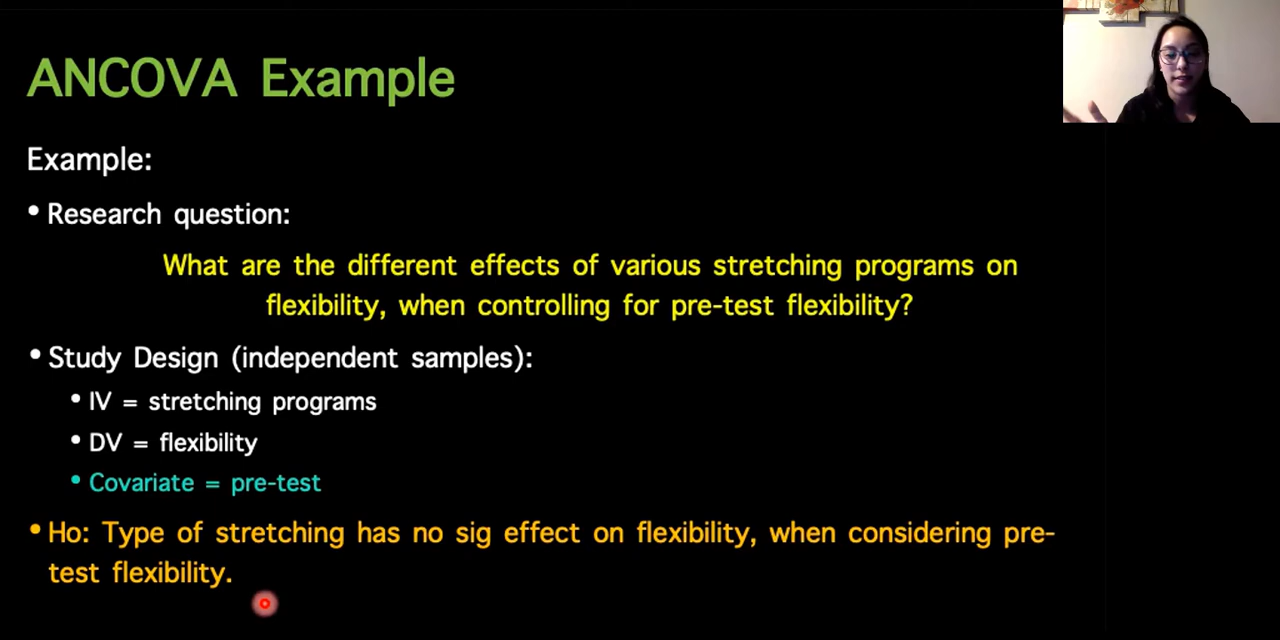 ANCOVA Example
Example:
• Research question:
What are the different effects of various stretching programs on
flexibility, when controlling for pre-test flexibility?
• Study Design (independent samples):
• IV = stretching programs
• DV = flexibility
• Covariate = pre-test
• Ho: Type of stretching has no sig effect on flexibility, when considering pre-
test flexibility.